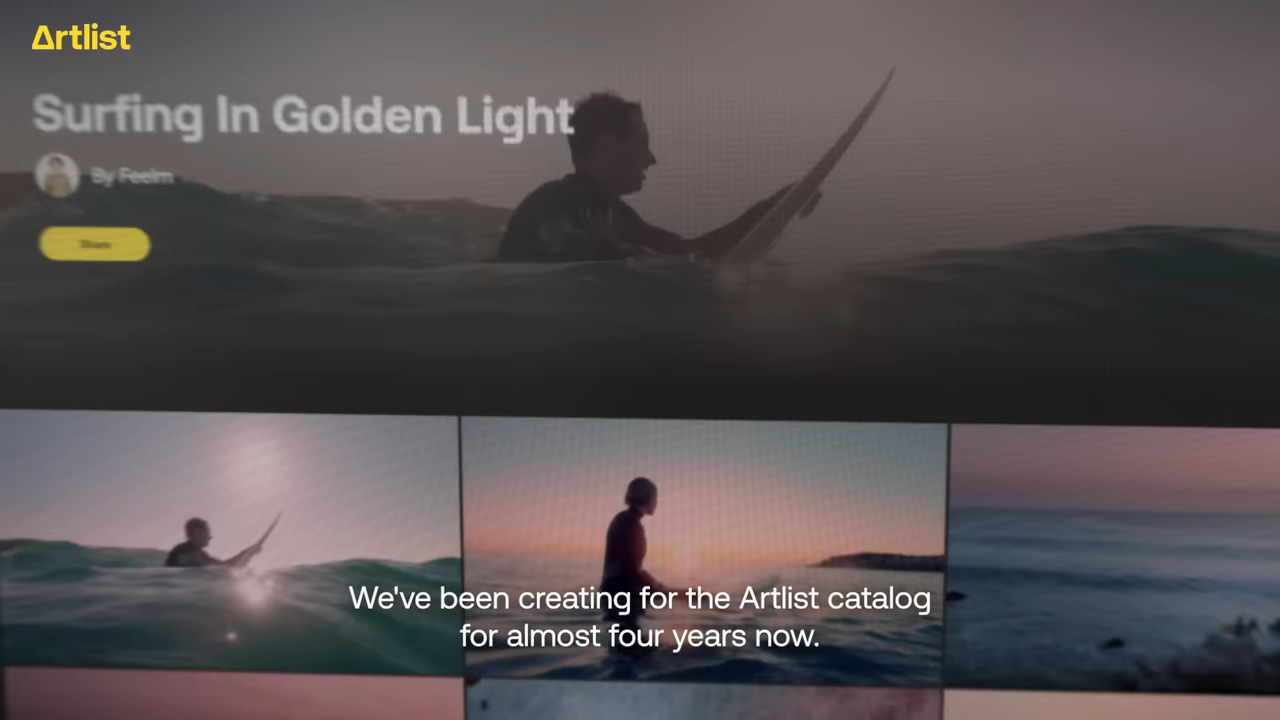 Artlist
Surfing In Golden Light
By Feelm
Share
We've been creating for the Artlist catalog
for almost four years now.